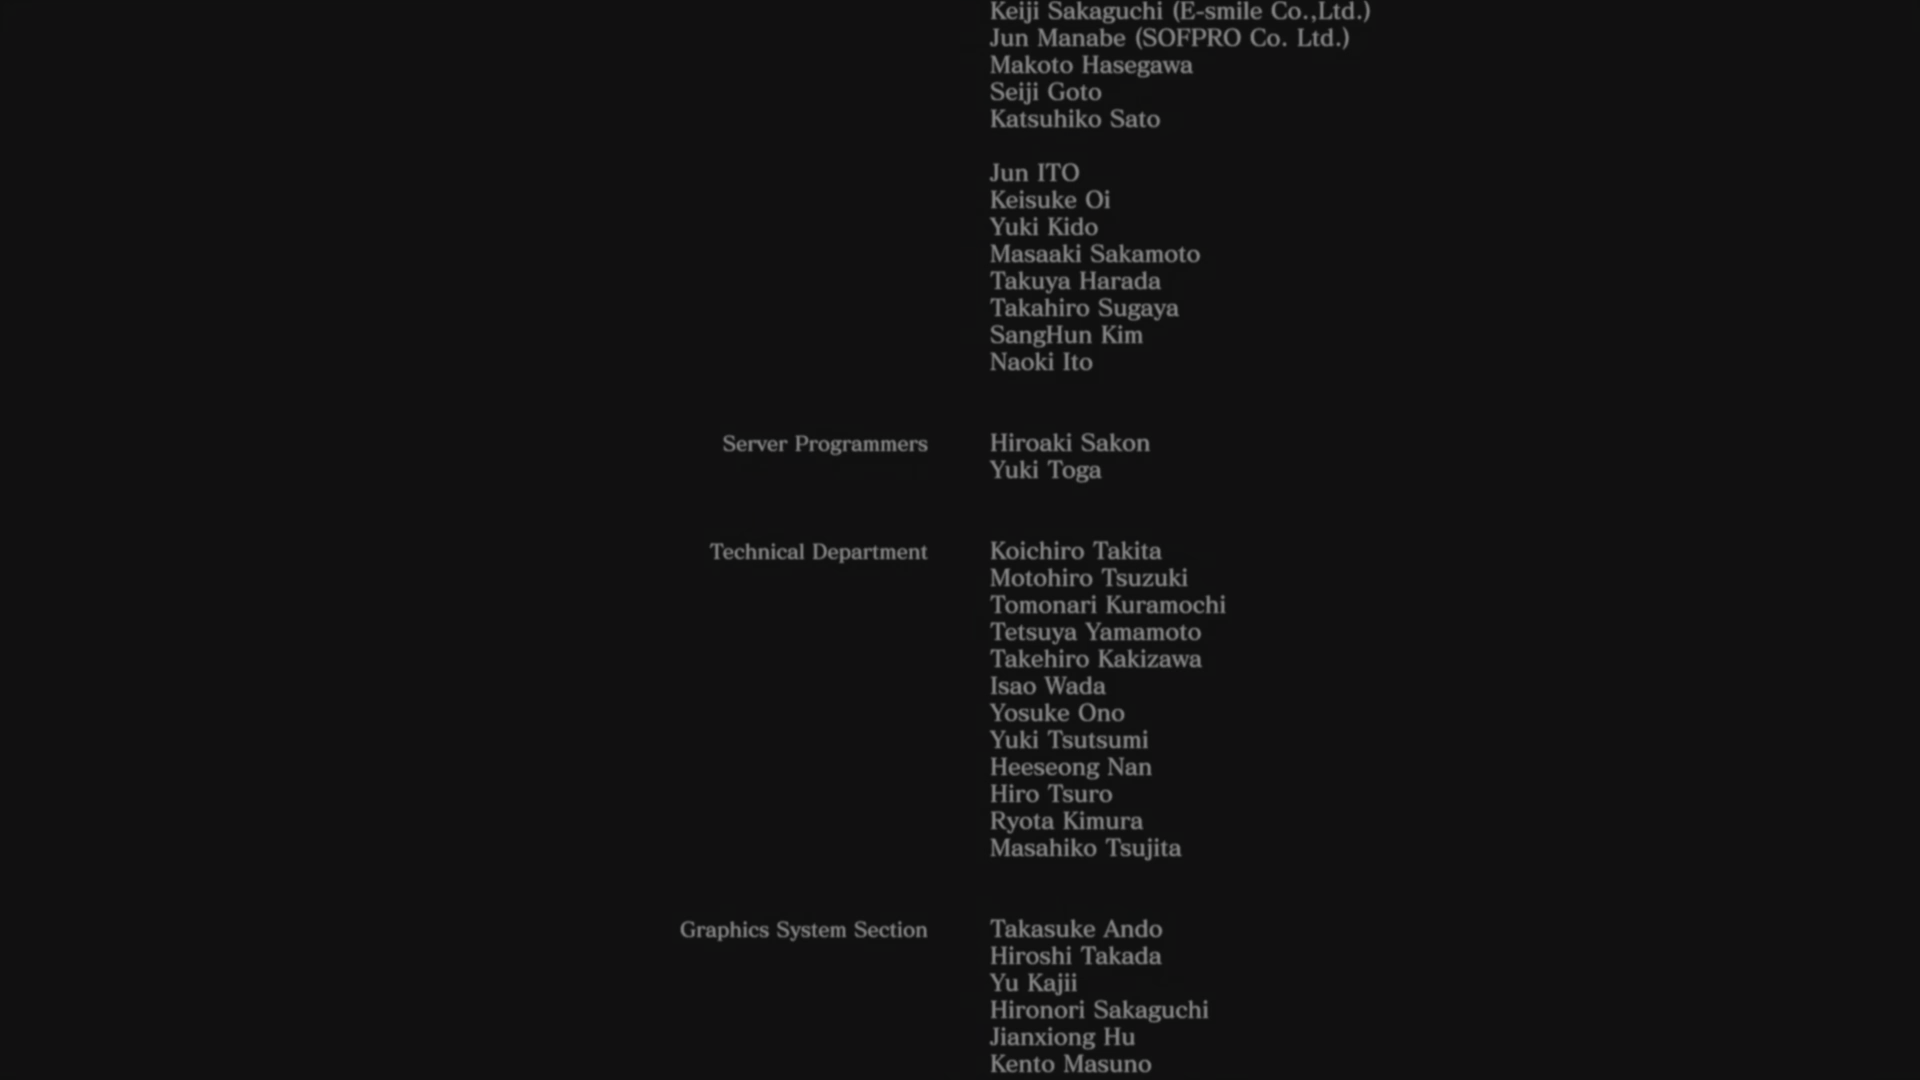 Keiji Sakaguchi (E-smile Co.,Ltd.)
Jun Manabe (SOFPRO Co. Ltd.)
Makoto Hasegawa
Seiji Goto
Katsuhiko Sato
Jun ITO
Keisuke Oi
Yuki Kido
Masaaki Sakamoto
Takuya Harada
Takahiro Sugaya
SangHun Kim
Naoki Ito
Server Programmers Hiroaki Sakon
Yuki Toga
Technical Department Koichiro Takita
Motohiro Tsuzuki
Tomonari Kuramochi
Tetsuya Yamamoto
Takehiro Kakizawa
Isao Wada
Yosuke Ono
Yuki Tsutsumi
Heeseong Nan
Hiro Tsuro
Ryota Kimura
Masahiko Tsujita
Graphics System Section Takasuke Ando
Hiroshi Takada
Yu Kajii
Hironori Sakaguchi
Jianxiong Hu
Kento Masuno